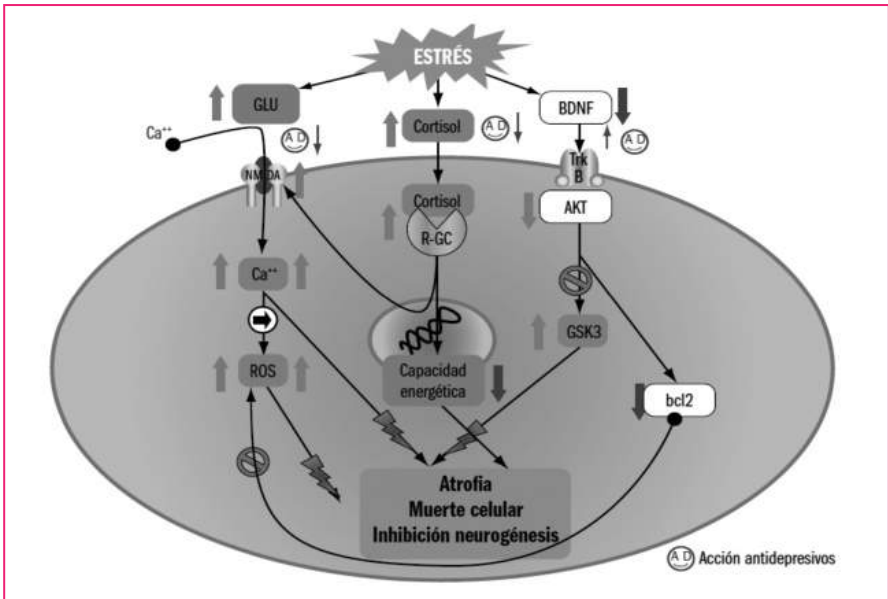 ESTRÉS
GLU
Cortisol
BDNF
Ca++
A D
A D
A D
NMDA
Trk
B
Cortisol
R-GC
AKT
Ca++
GSK3
ROS
Capacidad
energética
bcl2
Atrofia
Muerte celular
Inhibición neurogénesis
A D Acción antidepresivos